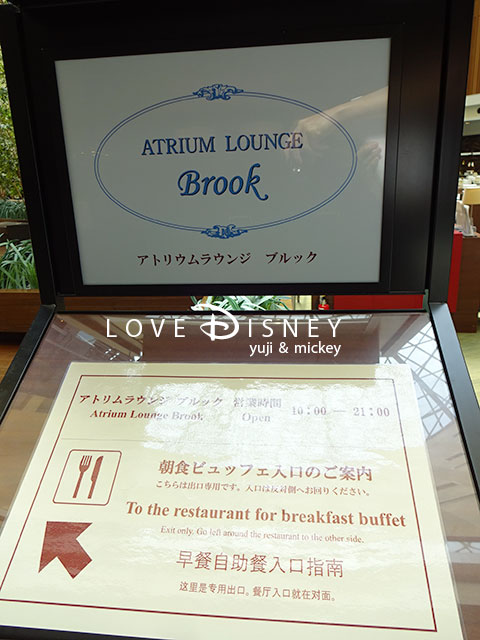 ATRIUM LOUNGE
Brook
アトリウムラウンジ ブルック
LOVE DISNEY
yuji & mickey
アトリムラウンジ ブルック 営業時間 10:00 ― 21:00
Atrium Lounge Brook Open
朝食ビュッフェ入口のご案内
こちらは出口専用です。入口は反対側へお回りください。
To the restaurant for breakfast buffet
Exit only. Go left around the restaurant to the other side.
早餐自助餐入口指南
这里是专用出口。餐厅入口就在对面。